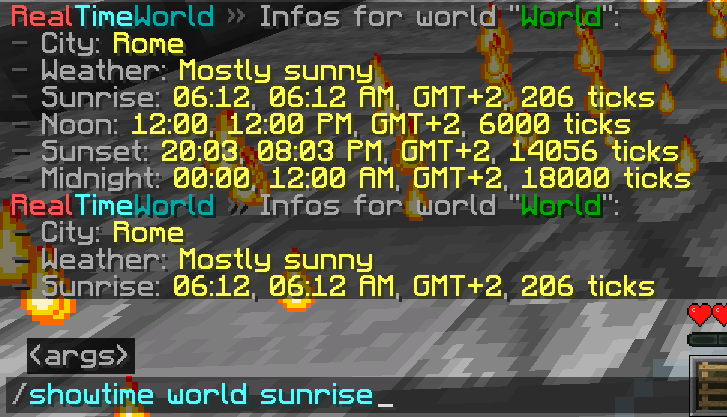 RealTimeWorld » Infos for world "World":
- City: Rome
- Weather: Mostly sunny
- Sunrise: 06:12, 06:12 AM, GMT+2, 206 ticks
- Noon: 12:00, 12:00 PM, GMT+2, 6000 ticks
- Sunset: 20:03, 08:03 PM, GMT+2, 14056 ticks
- Midnight: 00:00, 12:00 AM, GMT+2, 18000 ticks
RealTimeWorld » Infos for world "World":
- City: Rome
- Weather: Mostly sunny
- Sunrise: 06:12, 06:12 AM, GMT+2, 206 ticks
<args>
/showtime world sunrise_